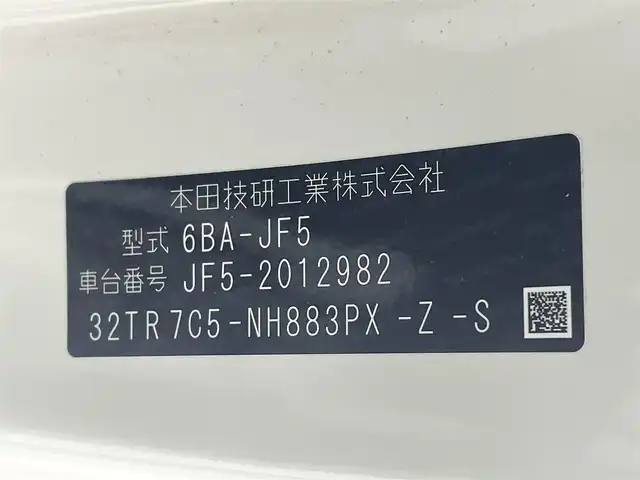 本田技研工業株式会社
型式 6BA-JF5
車台番号 JF5-2012982
32TR7C5-NH883PX -Z -S